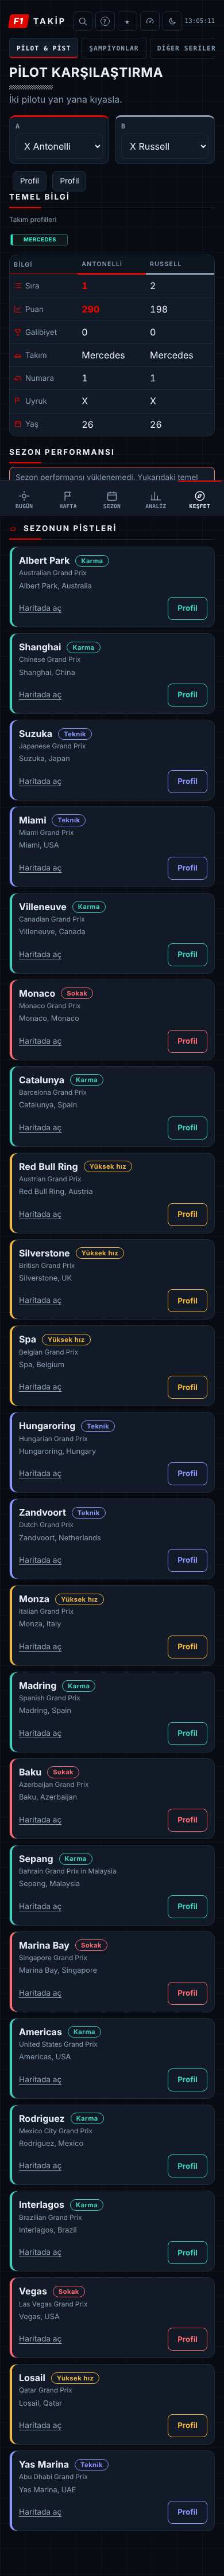 F1 TAKİP
13:05:11
PİLOT & PİST
ŞAMPİYONLAR
DİĞER SERİLER
PİLOT KARŞILAŞTIRMA
İki pilotu yan yana kıyasla.
A
X Antonelli
B
X Russell
Profil
Profil
TEMEL BİLGİ
Takım profilleri
MERCEDES
BİLGİ ANTONELLİ RUSSELL
Sıra 1 2
Puan 290 198
Galibiyet 0 0
Takım Mercedes Mercedes
Numara 1 1
Uyruk X X
Yaş 26 26
SEZON PERFORMANSI
Sezon performansı yüklenemedi. Yukarıdaki temel
BUGÜN
HAFTA
SEZON
ANALİZ
KEŞFET
SEZONUN PİSTLERİ
Albert Park Karma
Australian Grand Prix
Albert Park, Australia
Haritada aç
Profil
Shanghai Karma
Chinese Grand Prix
Shanghai, China
Haritada aç
Profil
Suzuka Teknik
Japanese Grand Prix
Suzuka, Japan
Haritada aç
Profil
Miami Teknik
Miami Grand Prix
Miami, USA
Haritada aç
Profil
Villeneuve Karma
Canadian Grand Prix
Villeneuve, Canada
Haritada aç
Profil
Monaco Sokak
Monaco Grand Prix
Monaco, Monaco
Haritada aç
Profil
Catalunya Karma
Barcelona Grand Prix
Catalunya, Spain
Haritada aç
Profil
Red Bull Ring Yüksek hız
Austrian Grand Prix
Red Bull Ring, Austria
Haritada aç
Profil
Silverstone Yüksek hız
British Grand Prix
Silverstone, UK
Haritada aç
Profil
Spa Yüksek hız
Belgian Grand Prix
Spa, Belgium
Haritada aç
Profil
Hungaroring Teknik
Hungarian Grand Prix
Hungaroring, Hungary
Haritada aç
Profil
Zandvoort Teknik
Dutch Grand Prix
Zandvoort, Netherlands
Haritada aç
Profil
Monza Yüksek hız
Italian Grand Prix
Monza, Italy
Haritada aç
Profil
Madring Karma
Spanish Grand Prix
Madring, Spain
Haritada aç
Profil
Baku Sokak
Azerbaijan Grand Prix
Baku, Azerbaijan
Haritada aç
Profil
Sepang Karma
Bahrain Grand Prix in Malaysia
Sepang, Malaysia
Haritada aç
Profil
Marina Bay Sokak
Singapore Grand Prix
Marina Bay, Singapore
Haritada aç
Profil
Americas Karma
United States Grand Prix
Americas, USA
Haritada aç
Profil
Rodriguez Karma
Mexico City Grand Prix
Rodriguez, Mexico
Haritada aç
Profil
Interlagos Karma
Brazilian Grand Prix
Interlagos, Brazil
Haritada aç
Profil
Vegas Sokak
Las Vegas Grand Prix
Vegas, USA
Haritada aç
Profil
Losail Yüksek hız
Qatar Grand Prix
Losail, Qatar
Haritada aç
Profil
Yas Marina Teknik
Abu Dhabi Grand Prix
Yas Marina, UAE
Haritada aç
Profil